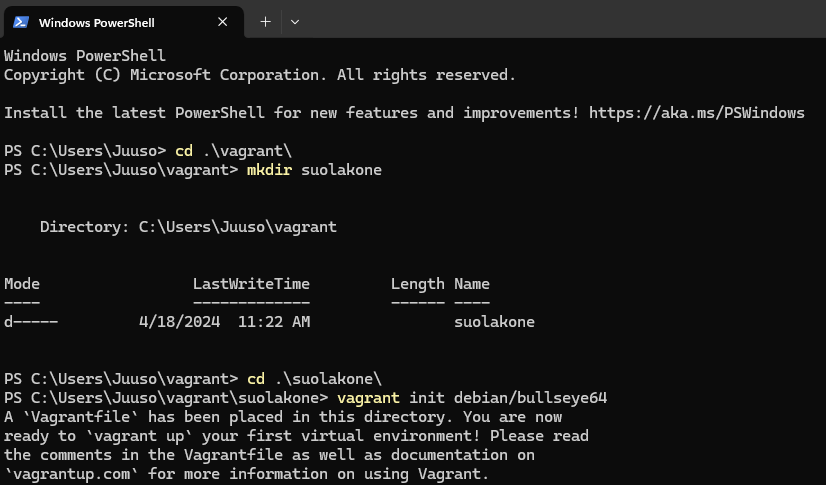 Windows PowerShell
Windows PowerShell
Copyright (C) Microsoft Corporation. All rights reserved.
Install the latest PowerShell for new features and improvements! https://aka.ms/PSWindows
PS C:\Users\Juuso> cd .\vagrant\
PS C:\Users\Juuso\vagrant> mkdir suolakone
Directory: C:\Users\Juuso\vagrant
Mode                 LastWriteTime         Length Name
----                 -------------         ------ ----
d-----         4/18/2024  11:22 AM                suolakone
PS C:\Users\Juuso\vagrant> cd .\suolakone\
PS C:\Users\Juuso\vagrant\suolakone> vagrant init debian/bullseye64
A `Vagrantfile` has been placed in this directory. You are now
ready to `vagrant up` your first virtual environment! Please read
the comments in the Vagrantfile as well as documentation on
`vagrantup.com` for more information on using Vagrant.